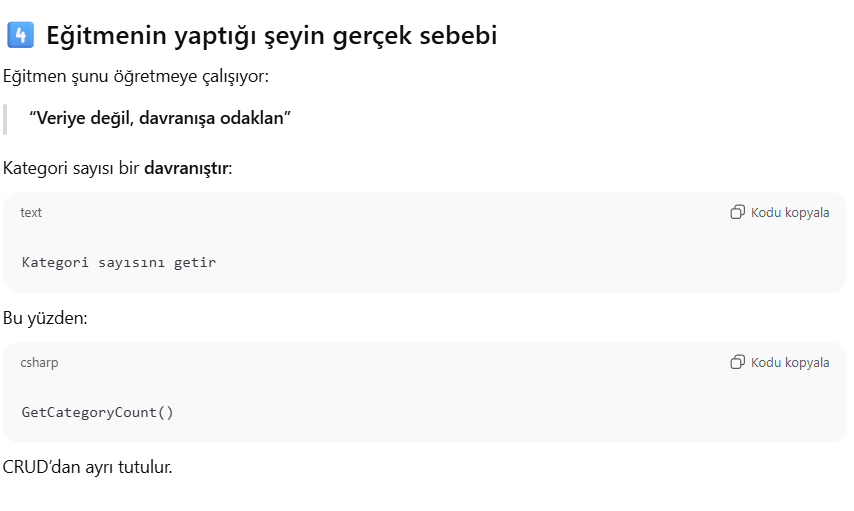 4 Eğitmenin yaptığı şeyin gerçek sebebi
Eğitmen şunu öğretmeye çalışıyor:
“Veriye değil, davranışa odaklan”
Kategori sayısı bir davranıştır:
text
Kodu kopyala
Kategori sayısını getir
Bu yüzden:
csharp
Kodu kopyala
GetCategoryCount()
CRUD’dan ayrı tutulur.